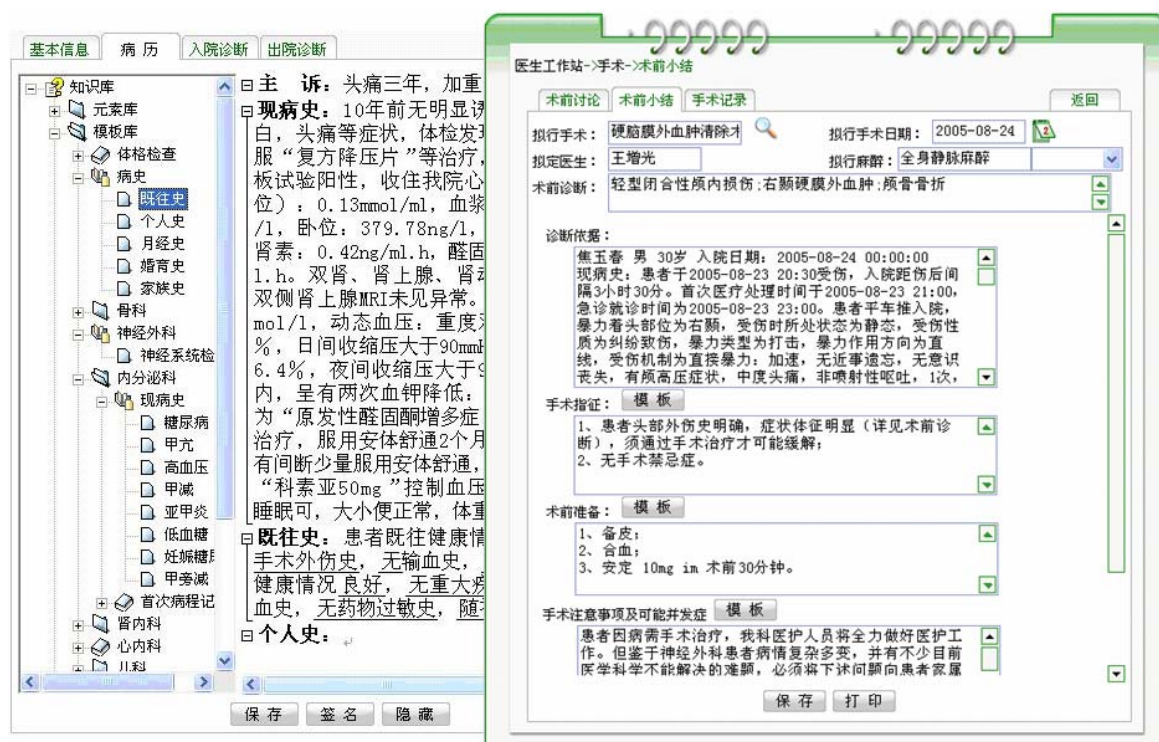 基本信息
病 历
入院诊断
出院诊断
知识库
元素库
模板库
体格检查
病史
既往史
个人史
月经史
婚育史
家族史
骨科
神经外科
神经系统检
内分泌科
现病史
糖尿病
甲亢
高血压
甲减
亚甲炎
低血糖
妊娠糖
甲旁减
首次病程记
肾内科
心内科
儿科
主 诉：头痛三年，加重
现病史：10年前无明显诱
白，头痛等症状，体检发现
服“复方降压片”等治疗，
板试验阳性，收住我院心
位）：0.13mmol/ml，血浆
/l，卧位：379.78ng/l，
肾素：0.42ng/ml.h，醛固
l.h。双肾、肾上腺、肾动
双侧肾上腺MRI未见异常。
mol/l，动态血压：重度
%，日间收缩压大于90mmH
6.4%，夜间收缩压大于9
内，呈有两次血钾降低：
为“原发性醛固酮增多症
治疗，服用安体舒通2个月
有间断少量服用安体舒通，
“科素亚50mg”控制血压
睡眠可，大小便正常，体重
既往史：患者既往健康情
手术外伤史，无输血史，
健康情况 良好，无重大疾
血史，无药物过敏史，随
个人史：
保 存
签 名
隐 藏
医生工作站->手术->术前小结
术前讨论
术前小结
手术记录
返回
拟行手术：
硬脑膜外血肿清除术
拟行手术日期：
2005-08-24
拟定医生：
王增光
拟行麻醉：
全身静脉麻醉
术前诊断：
轻型闭合性颅内损伤;右颞硬膜外血肿;颅骨骨折
诊断依据：
焦玉春 男 30岁 入院日期：2005-08-24 00:00:00
现病史：患者于2005-08-23 20:30受伤，入院距伤后间
隔3小时30分。首次医疗处理时间于2005-08-23 21:00，
急诊就诊时间为2005-08-23 23:00。患者平车推入院，
暴力着头部位为右颞，受伤时所处状态为静态，受伤性
质为纠纷致伤，暴力类型为打击，暴力作用方向为直
线，受伤机制为直接暴力：加速，无近事遗忘，无意识
丧失，有颅高压症状，中度头痛，非喷射性呕吐，1次，
手术指征：
模 板
1、患者头部外伤史明确，症状体征明显（详见术前诊
断），须通过手术治疗才可能缓解；
2、无手术禁忌症。
术前准备：
模 板
1、备皮；
2、合血；
3、安定 10mg im 术前30分钟。
手术注意事项及可能并发症
模 板
患者因病需手术治疗，我科医护人员将全力做好医护工
作。但鉴于神经外科患者病情复杂多变，并有不少目前
医学科学不能解决的难题，必须将下述问题向患者家属
保 存
打 印